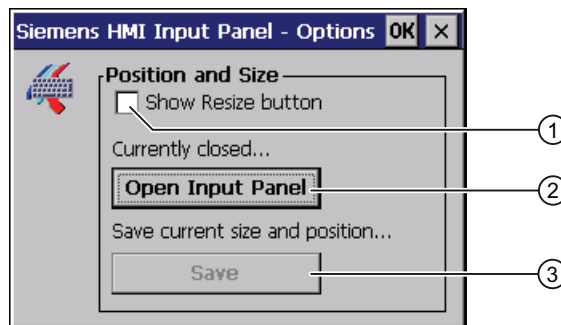 Siemens HMI Input Panel - Options OK ×
Position and Size
Show Resize button
1
Currently closed...
Open Input Panel
2
Save current size and position...
Save
3